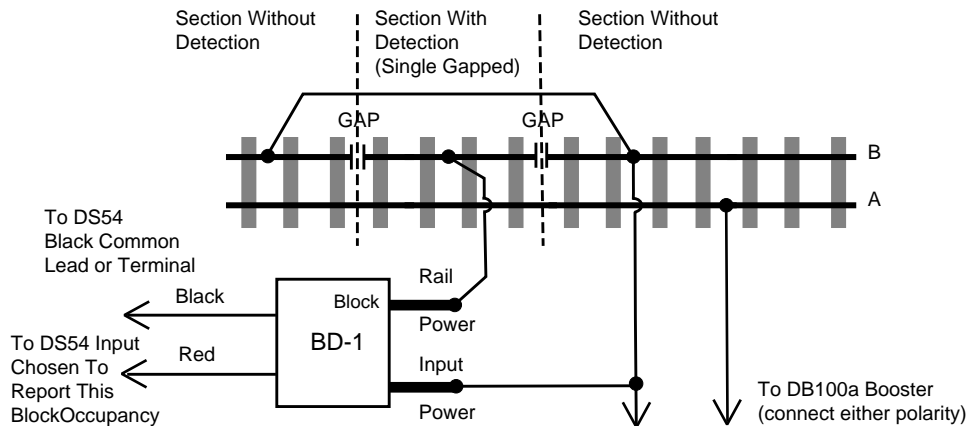 Section Without
Detection
Section With
Detection
(Single Gapped)
Section Without
Detection
GAP
GAP
B
A
To DS54
Black Common
Lead or Terminal
Black
To DS54 Input
Chosen To
Report This
BlockOccupancy
Red
Block
BD-1
Rail
Power
Input
Power
To DB100a Booster
(connect either polarity)